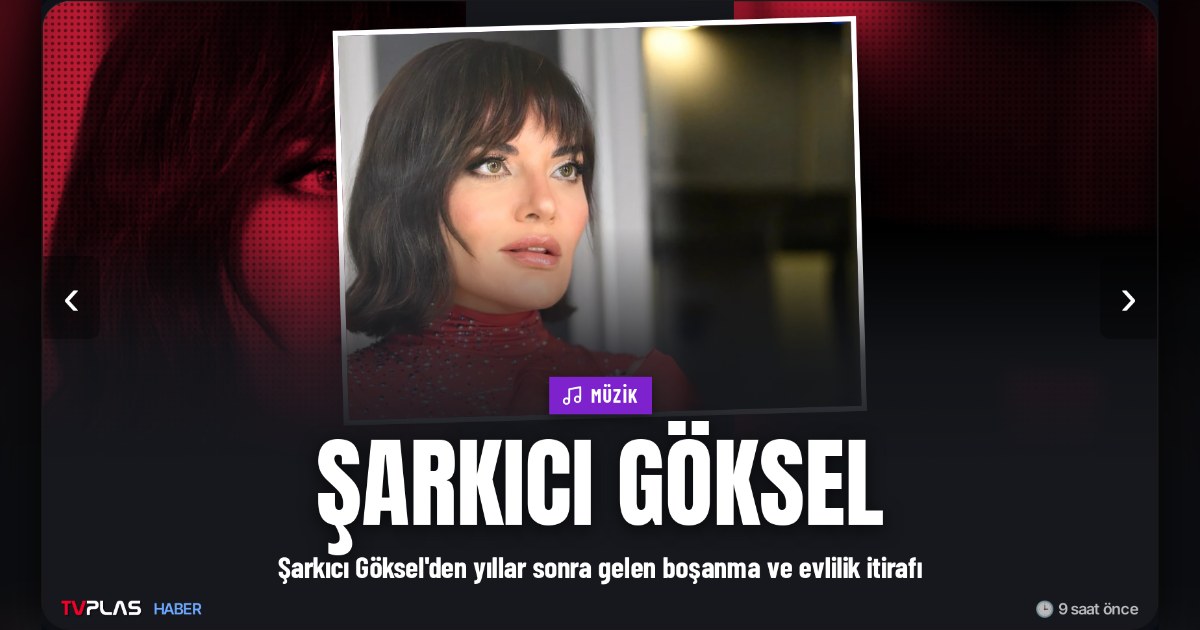 MÜZİK
ŞARKICI GÖKSEL
Şarkıcı Göksel'den yıllar sonra gelen boşanma ve evlilik itirafı
TVPLAS HABER
9 saat önce